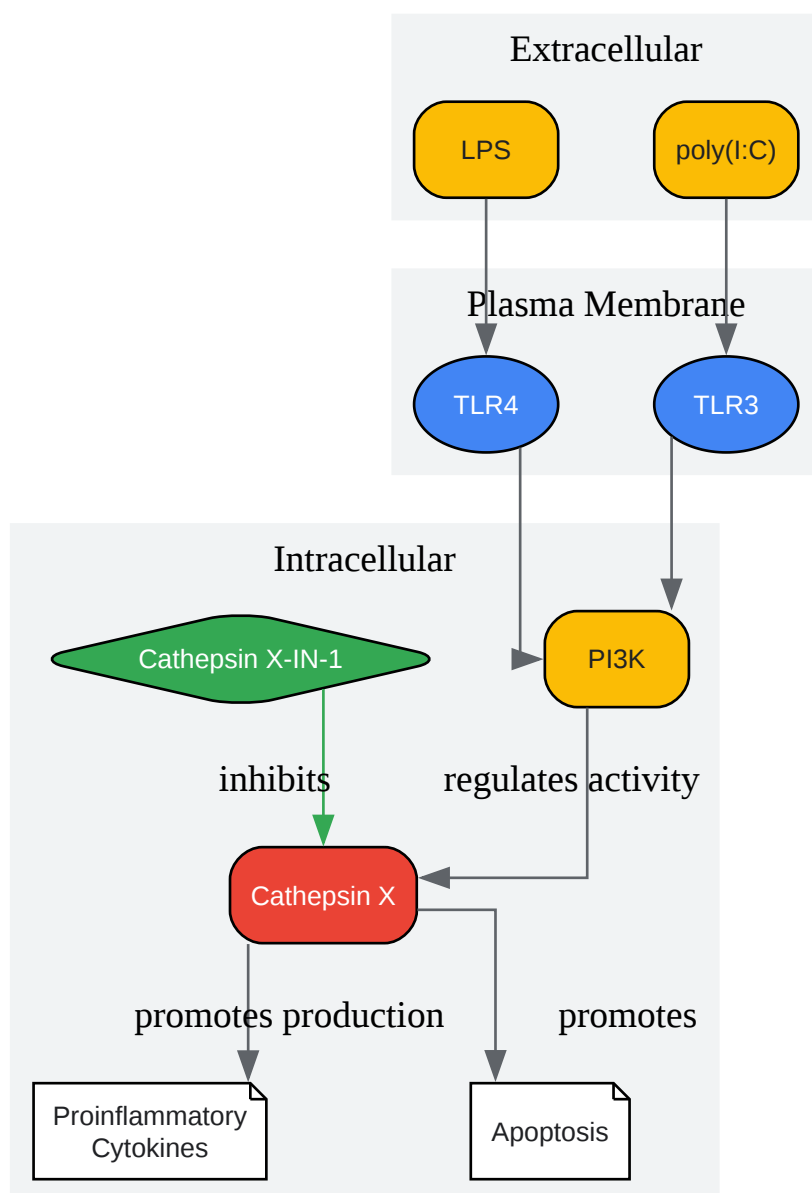 Extracellular
LPS
poly(I:C)
Plasma Membrane
TLR4
TLR3
Intracellular
Cathepsin X-IN-1
PI3K
inhibits
regulates activity
Cathepsin X
promotes production
promotes
Proinflammatory
Cytokines
Apoptosis